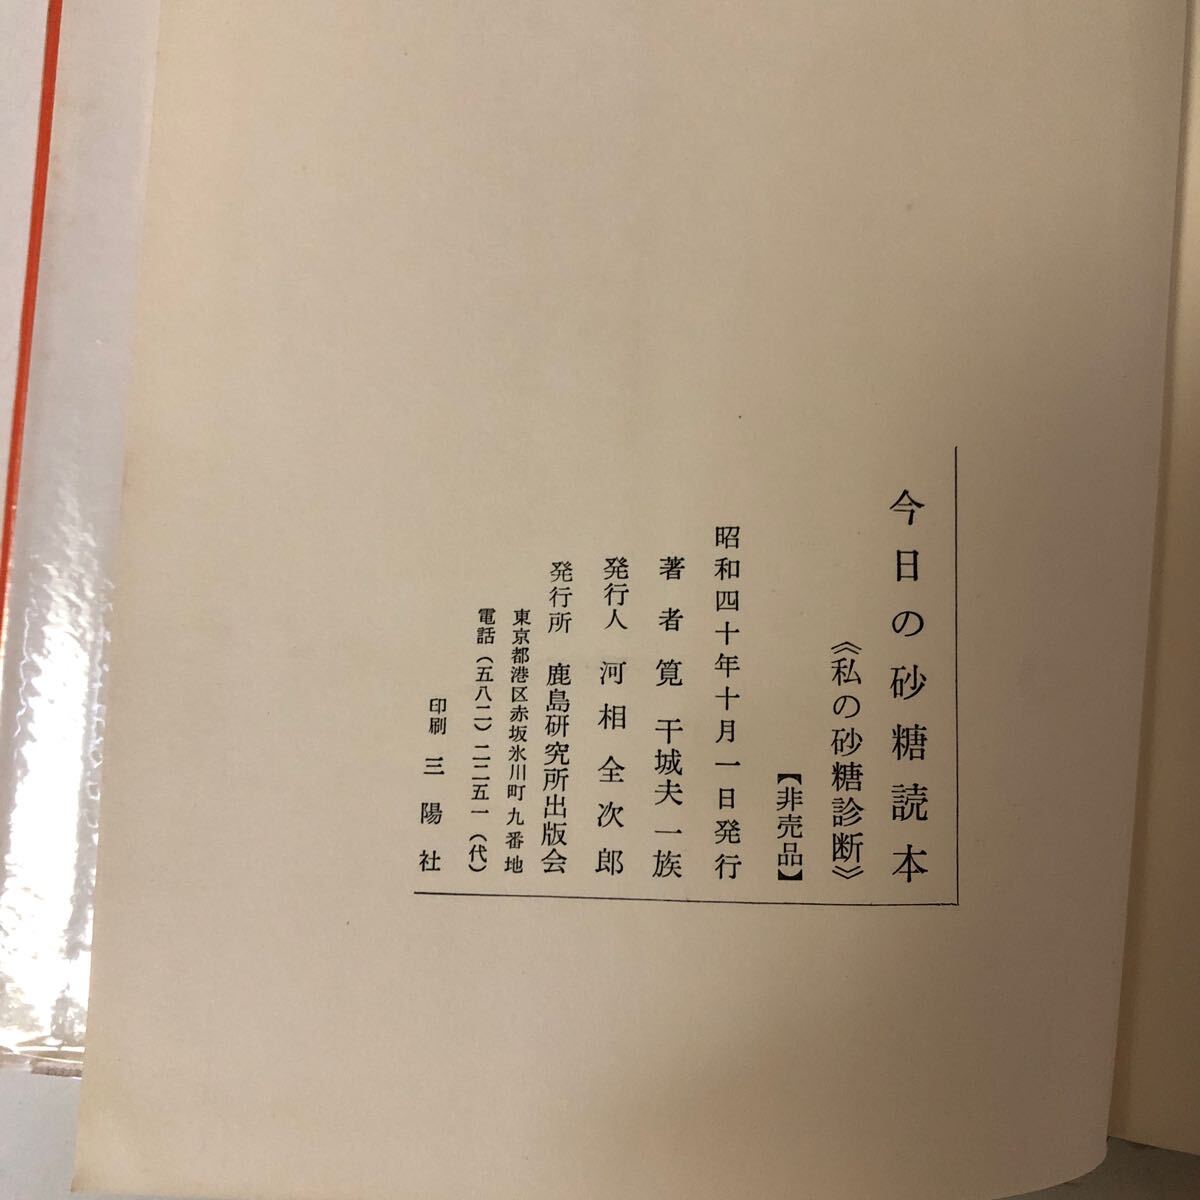 今日の砂糖読本
《私の砂糖診断》
【非売品】
昭和四十年十月一日発行
著者 筧 干城夫一族
発行人 河相全次郎
発行所 鹿島研究所出版会
東京都港区赤坂氷川町九番地
電話(五八二)二二五一(代)
印刷 三陽社